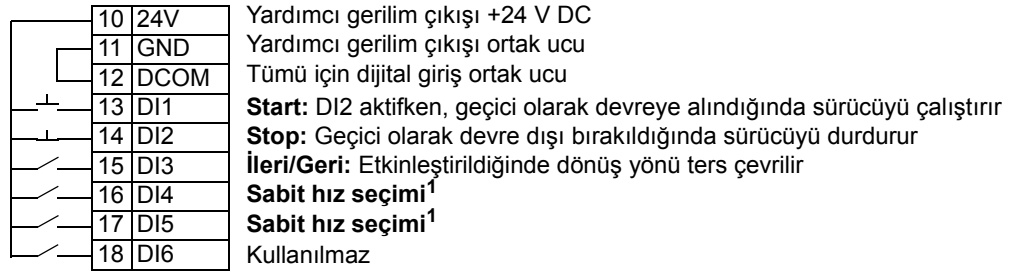 10 24V Yardımcı gerilim çıkışı +24 V DC
11 GND Yardımcı gerilim çıkışı ortak ucu
12 DCOM Tümü için dijital giriş ortak ucu
13 DI1 Start: DI2 aktifken, geçici olarak devreye alındığında sürücüyü çalıştırır
14 DI2 Stop: Geçici olarak devre dışı bırakıldığında sürücüyü durdurur
15 DI3 İleri/Geri: Etkinleştirildiğinde dönüş yönü ters çevrilir
16 DI4 Sabit hız seçimi¹
17 DI5 Sabit hız seçimi¹
18 DI6 Kullanılmaz